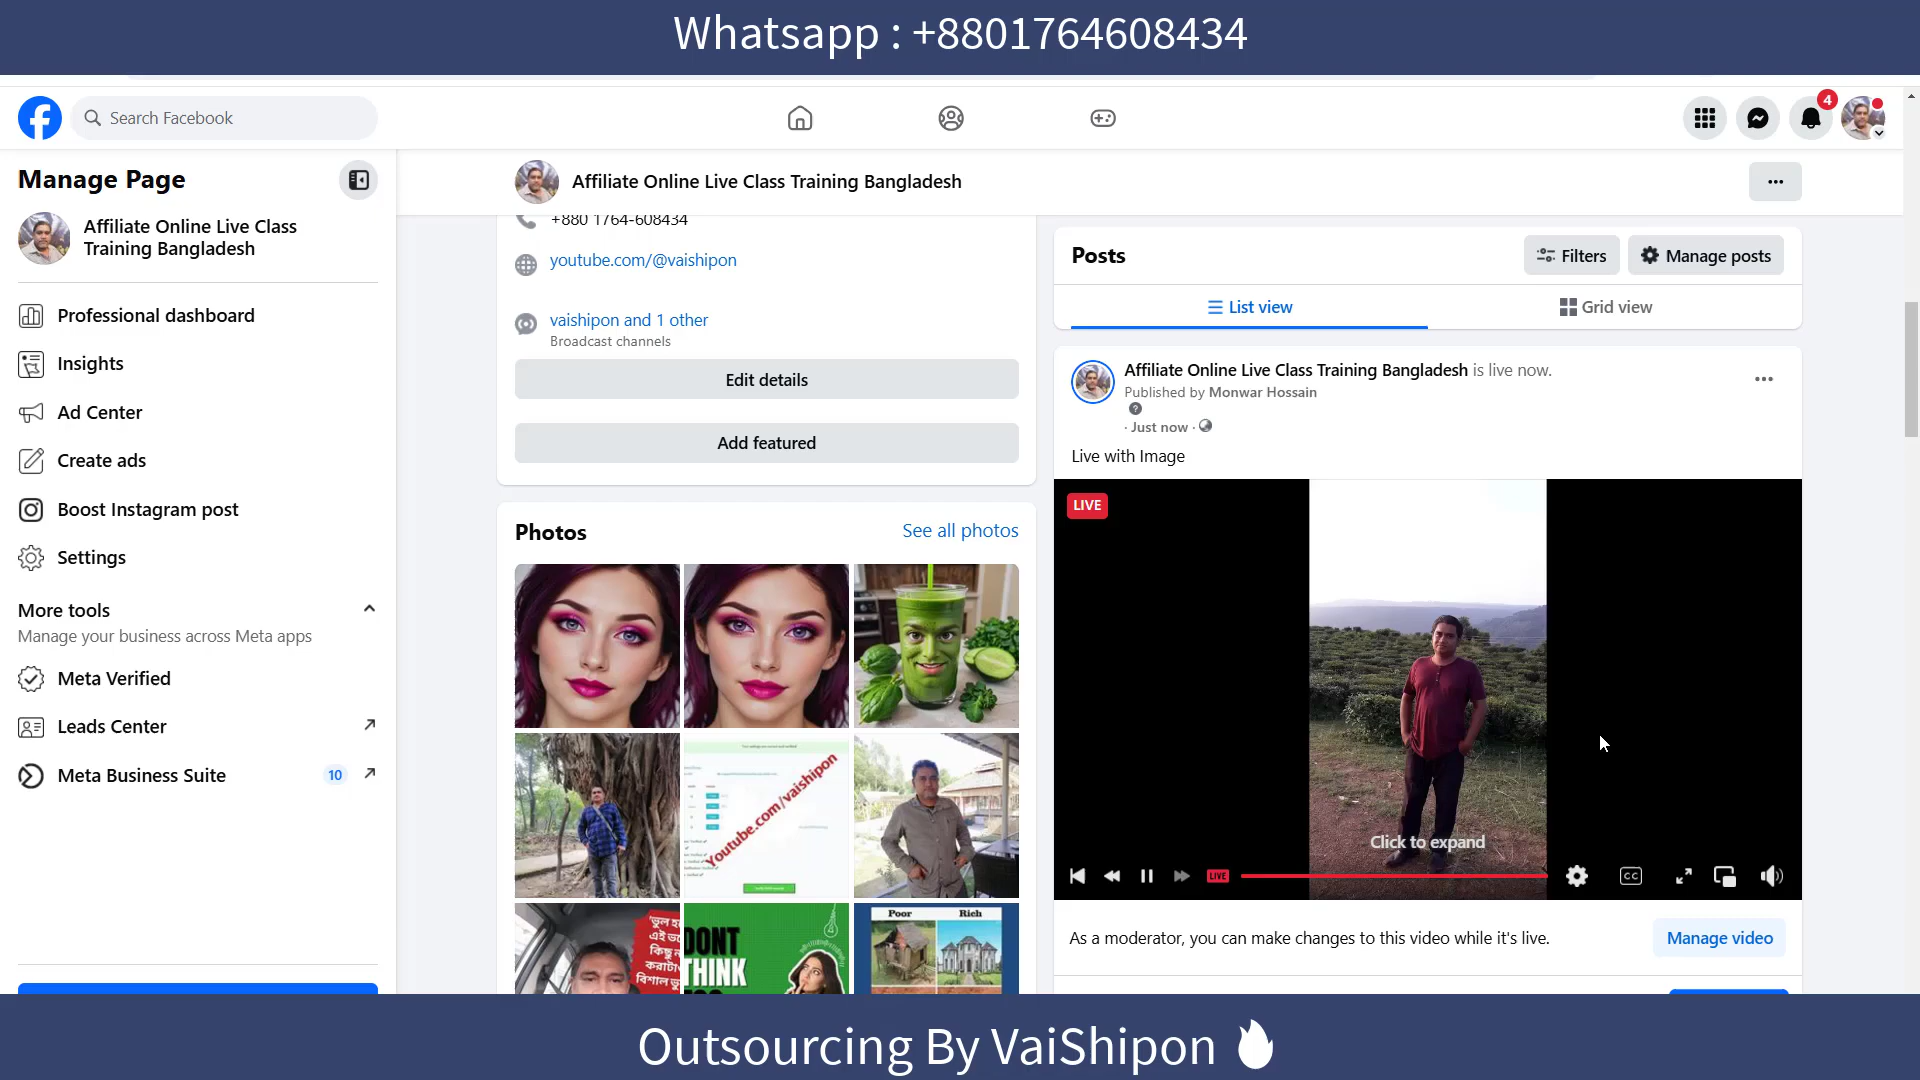 Whatsapp : +8801764608434
Search Facebook
4
Manage Page
Affiliate Online Live Class
Training Bangladesh
Professional dashboard
Insights
Ad Center
Create ads
Boost Instagram post
Settings
More tools
Manage your business across Meta apps
Meta Verified
Leads Center
Meta Business Suite
10
Affiliate Online Live Class Training Bangladesh
+880 1764-608434
youtube.com/@vaishipon
vaishipon and 1 other
Broadcast channels
Edit details
Add featured
Photos
See all photos
Youtube.com/vaishipon
DONT
THINK
Poor Rich
Posts
Filters
Manage posts
List view
Grid view
Affiliate Online Live Class Training Bangladesh is live now.
Published by Monwar Hossain
· Just now ·
Live with Image
LIVE
Click to expand
LIVE
CC
As a moderator, you can make changes to this video while it's live.
Manage video
Outsourcing By VaiShipon